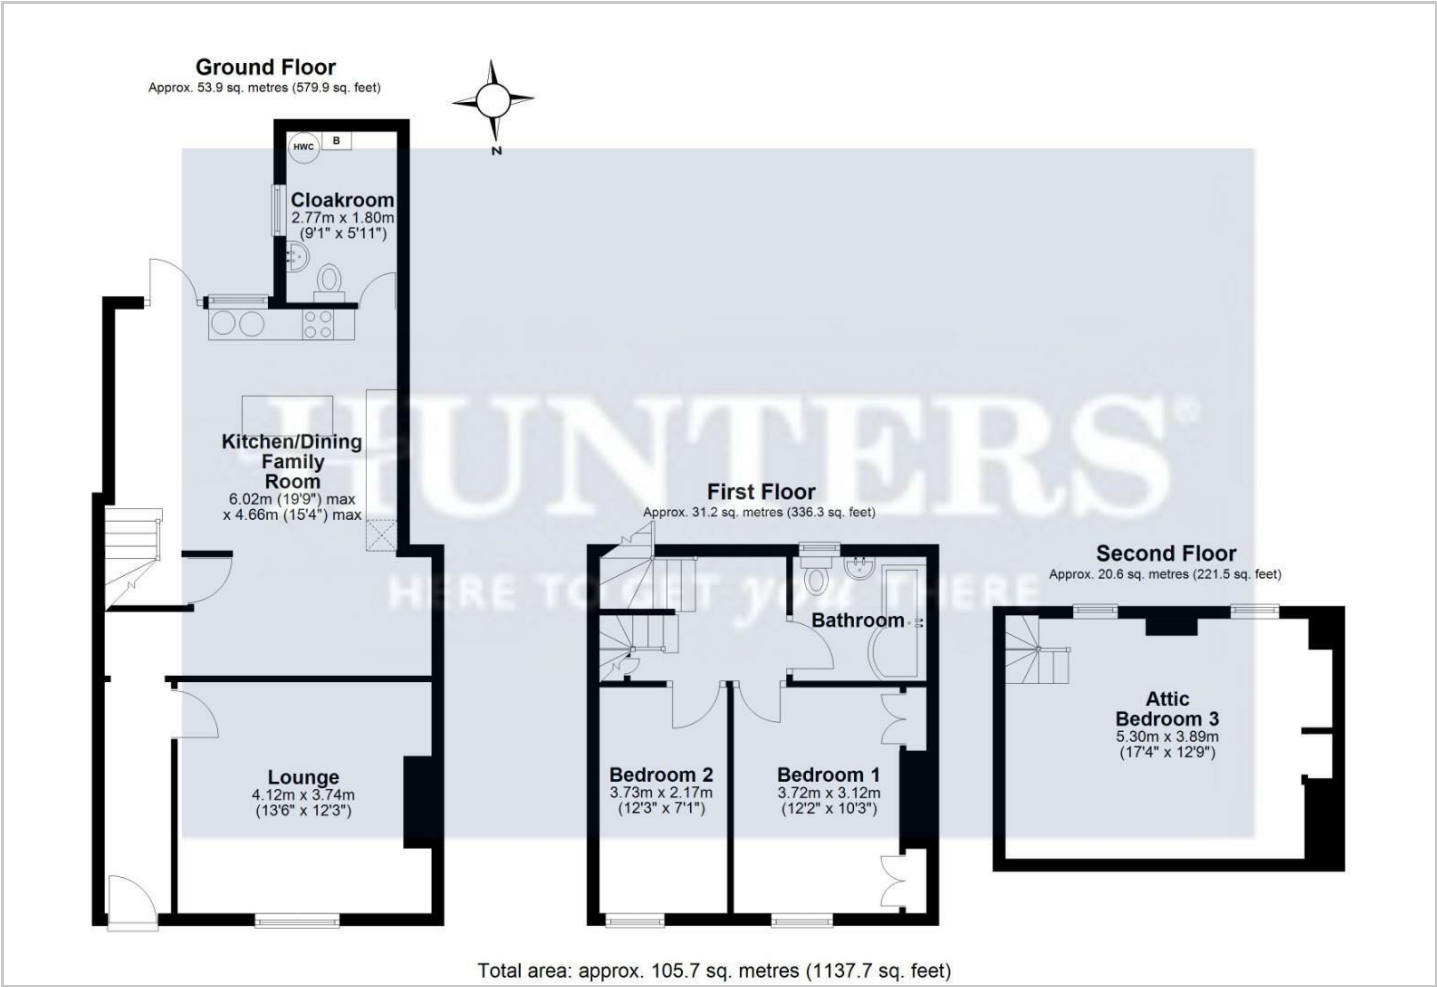 Ground Floor
Approx. 53.9 sq. metres (579.9 sq. feet)
N
HWC
B
Cloakroom
2.77m x 1.80m
(9'1" x 5'11")
Kitchen/Dining
Family
Room
6.02m (19'9") max
x 4.66m (15'4") max
Lounge
4.12m x 3.74m
(13'6" x 12'3")
HUNTERS®
HERE TO GET you THERE
First Floor
Approx. 31.2 sq. metres (336.3 sq. feet)
Bathroom
Bedroom 2
3.73m x 2.17m
(12'3" x 7'1")
Bedroom 1
3.72m x 3.12m
(12'2" x 10'3")
Second Floor
Approx. 20.6 sq. metres (221.5 sq. feet)
Attic
Bedroom 3
5.30m x 3.89m
(17'4" x 12'9")
Total area: approx. 105.7 sq. metres (1137.7 sq. feet)